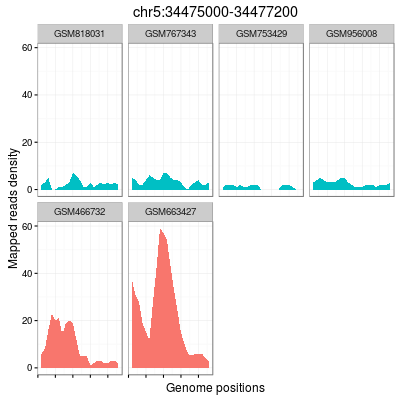 chr5:34475000-34477200
GSM818031 GSM767343 GSM753429 GSM956008
60
40
20
0
Mapped reads density
GSM466732 GSM663427
60
40
20
0
Genome positions